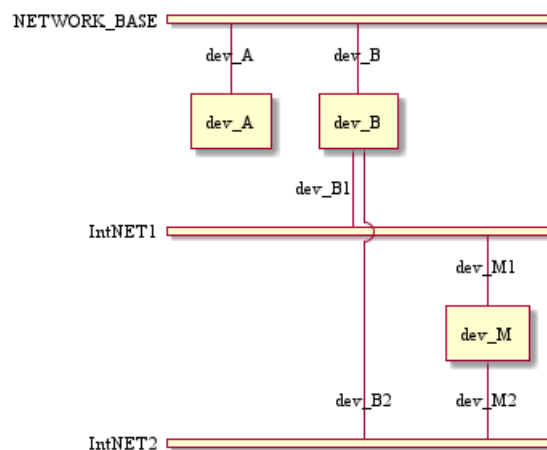 NETWORK_BASE
dev_A
dev_B
dev_A
dev_B
dev_B1
IntNET1
dev_M1
dev_M
dev_B2
dev_M2
IntNET2